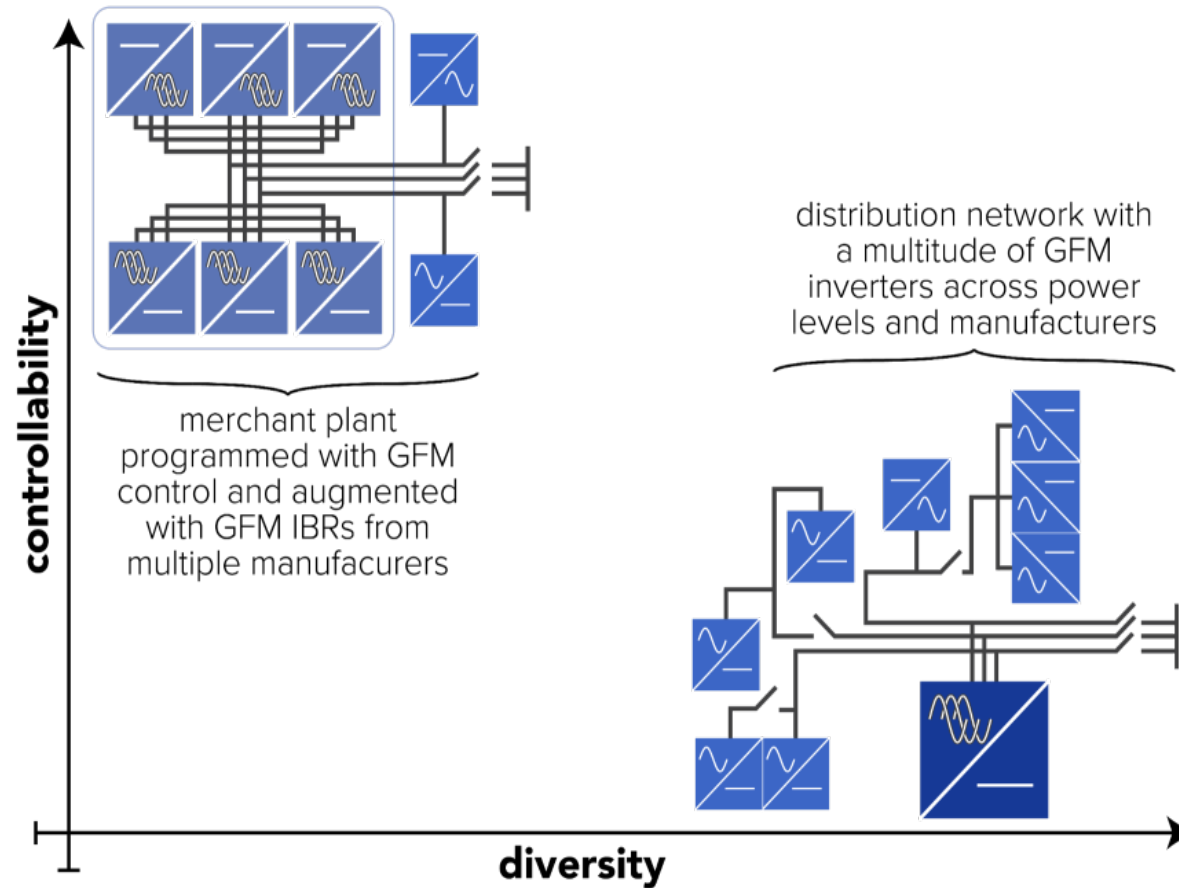 controllability
merchant plant
programmed with GFM
control and augmented
with GFM IBRs from
multiple manufacurers
distribution network with
a multitude of GFM
inverters across power
levels and manufacturers
diversity